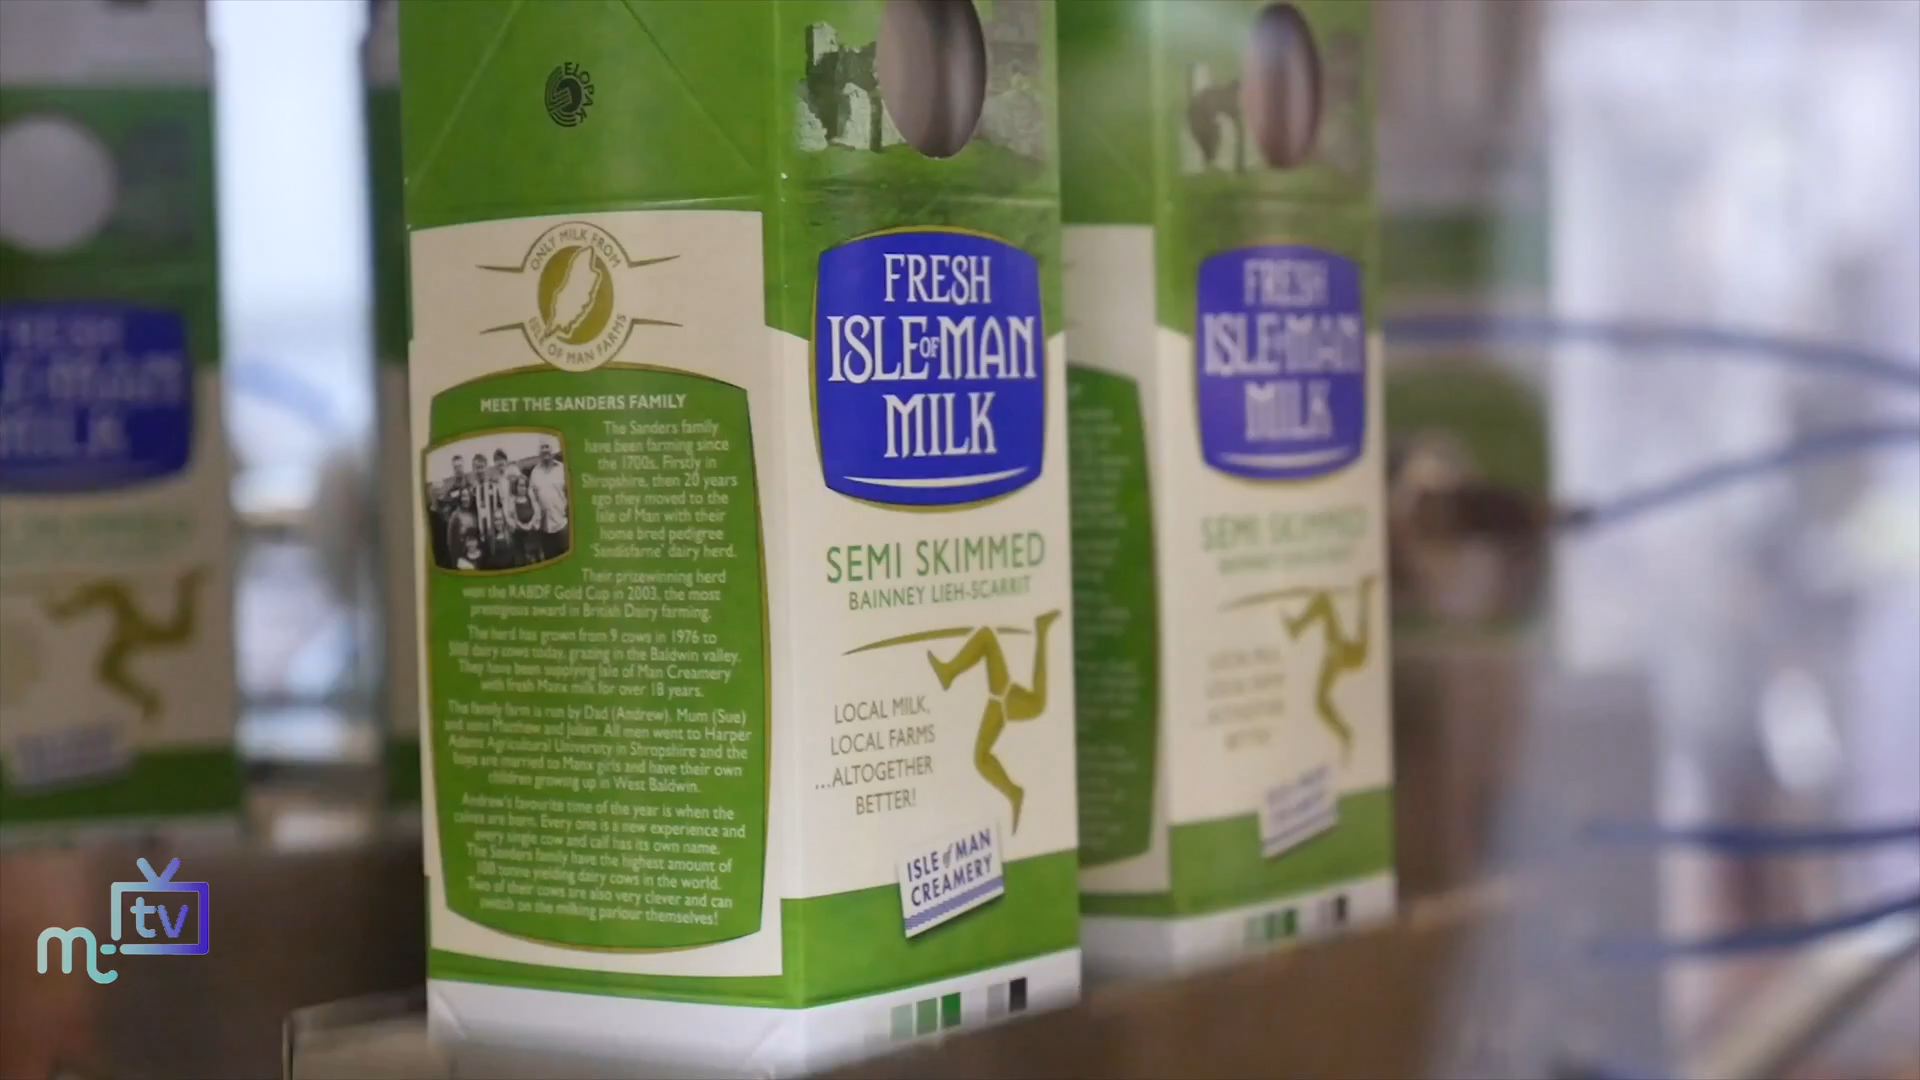 ELOPAK
ONLY MILK FROM
ISLE OF MAN FARMS
MEET THE SANDERS FAMILY
The Sanders family
have been farming since
the 1700s. Firstly in
Shropshire, then 20 years
ago they moved to the
Isle of Man with their
home bred pedigree
'Sandisfarne' dairy herd.
Their prizewinning herd
won the RABDF Gold Cup in 2003, the most
prestigious award in British Dairy farming.
The herd has grown from 9 cows in 1976 to
dairy cows today, grazing in the Baldwin valley.
They have been supplying Isle of Man Creamery
with fresh Manx milk for over 18 years.
The family farm is run by Dad (Andrew), Mum (Sue)
and sons Matthew and Julian. All men went to Harper
Adams Agricultural University in Shropshire and the
boys are married to Manx girls and have their own
children growing up in West Baldwin.
Andrew's favourite time of the year is when the
calves are born. Every one is a new experience and
every single cow and calf has its own name.
The Sanders family have the highest amount of
100 tonne yielding dairy cows in the world.
Two of their cows are also very clever and can
switch on the milking parlour themselves!
FRESH
ISLE OF MAN
MILK
SEMI SKIMMED
BAINNEY LIEH-SCARRIT
LOCAL MILK,
LOCAL FARMS
...ALTOGETHER
BETTER!
ISLE of MAN
CREAMERY
FRESH
ISLE OF MAN
MILK
SEMI SKIMMED
FRESH
MILK
m tv